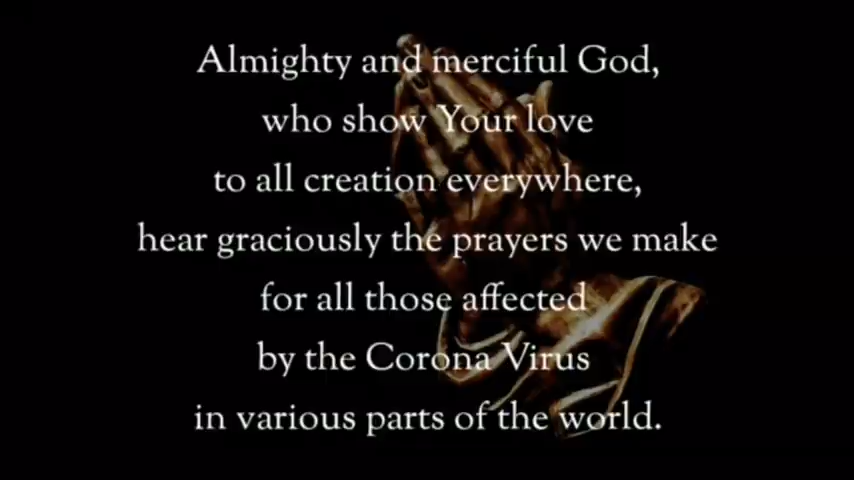 Almighty and merciful God,
who show Your love
to all creation everywhere,
hear graciously the prayers we make
for all those affected
by the Corona Virus
in various parts of the world.